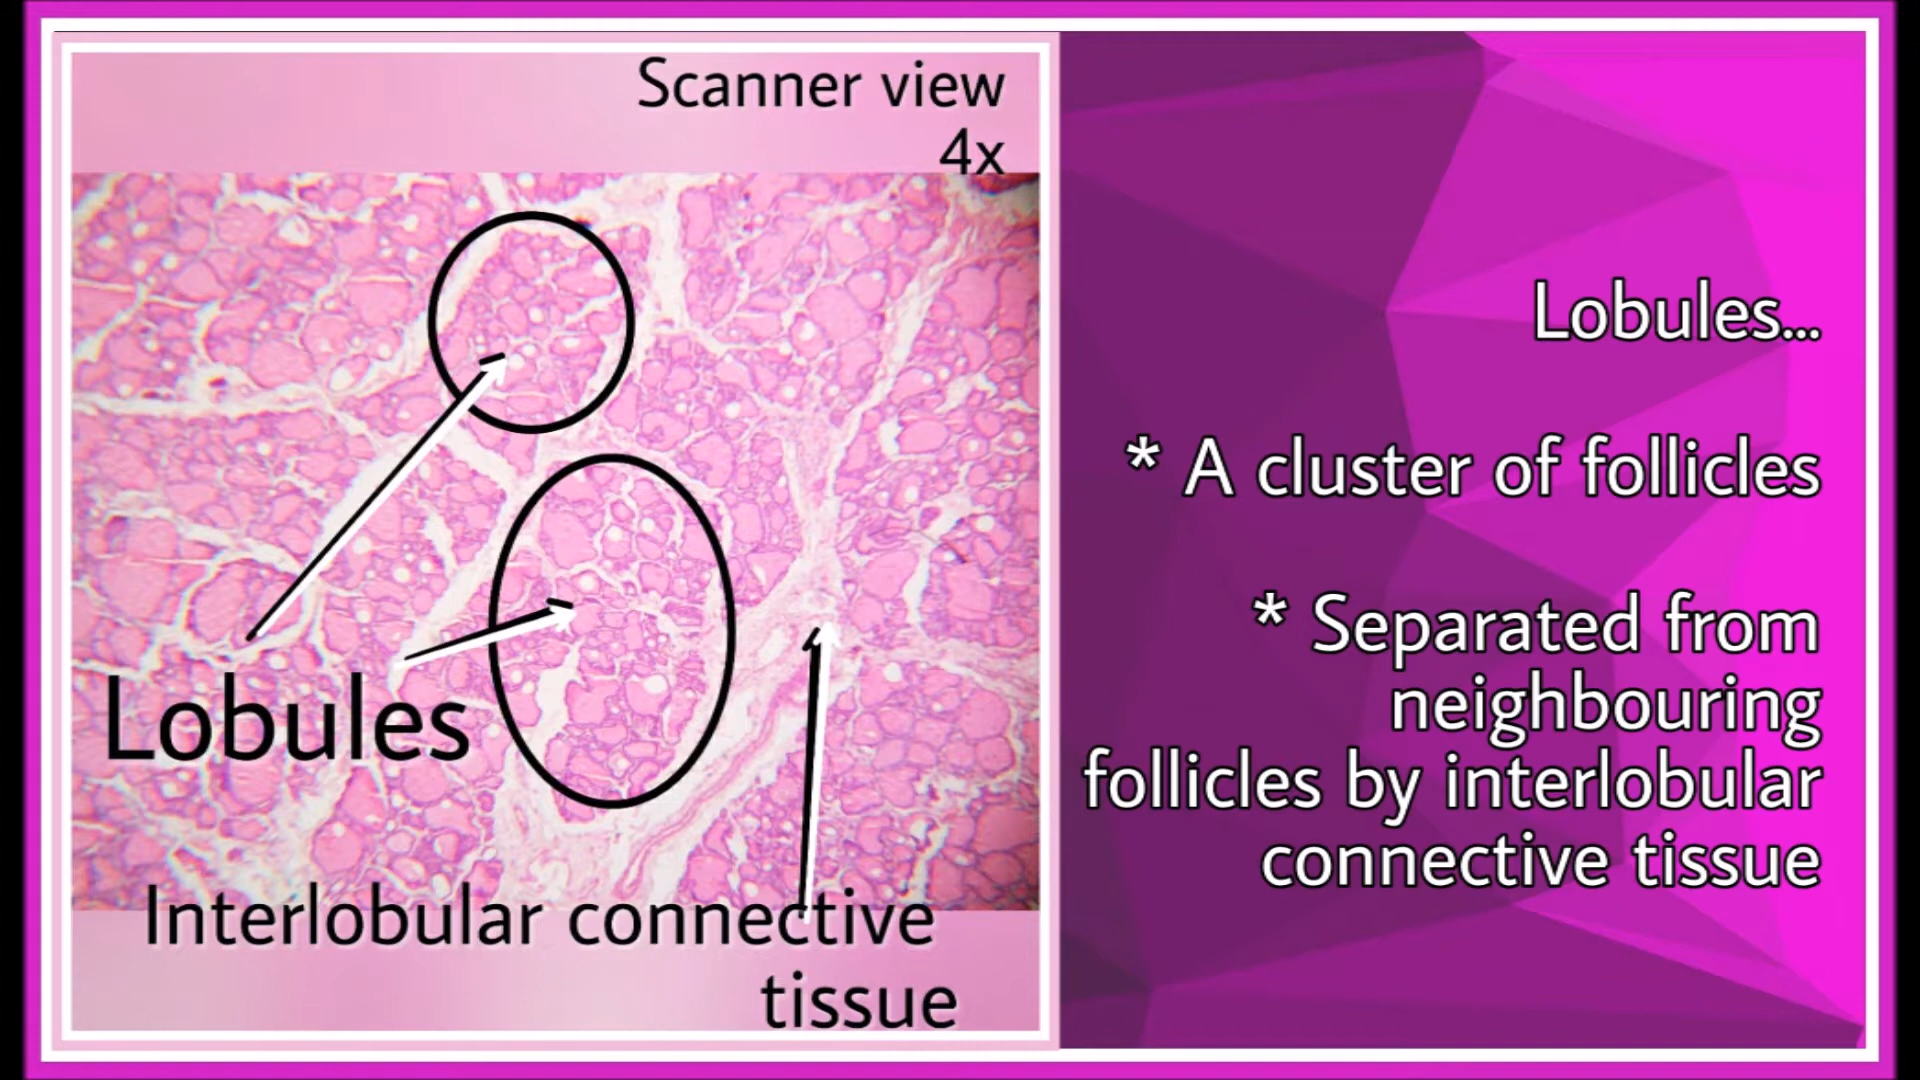 Scanner view
4x
Lobules
Interlobular connective
tissue
Lobules...
* A cluster of follicles
* Separated from
neighbouring
follicles by interlobular
connective tissue